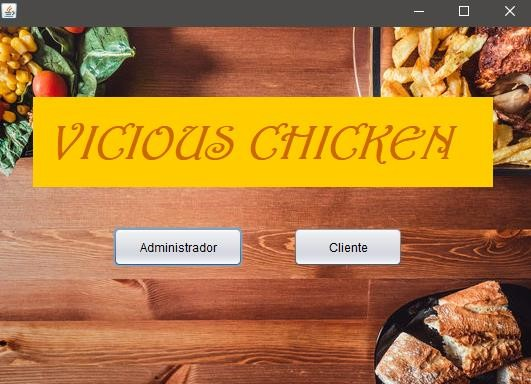 VICIOUS CHICKEN
Administrador
Cliente